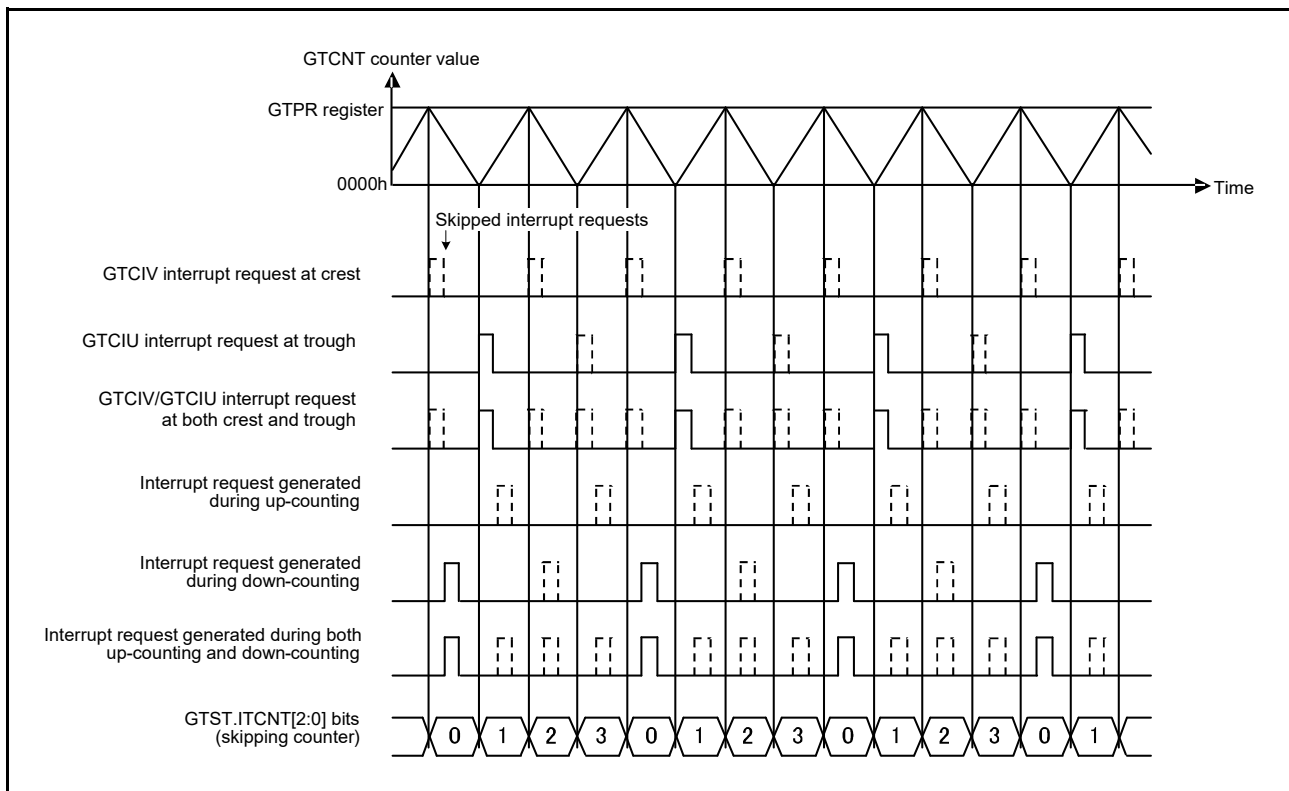 GTCNT counter value
GTPR register
0000h
Time
Skipped interrupt requests
GTCIV interrupt request at crest
GTCIU interrupt request at trough
GTCIV/GTCIU interrupt request
at both crest and trough
Interrupt request generated
during up-counting
Interrupt request generated
during down-counting
Interrupt request generated during both
up-counting and down-counting
GTST.ITCNT[2:0] bits
(skipping counter)
0 1 2 3 0 1 2 3 0 1 2 3 0 1